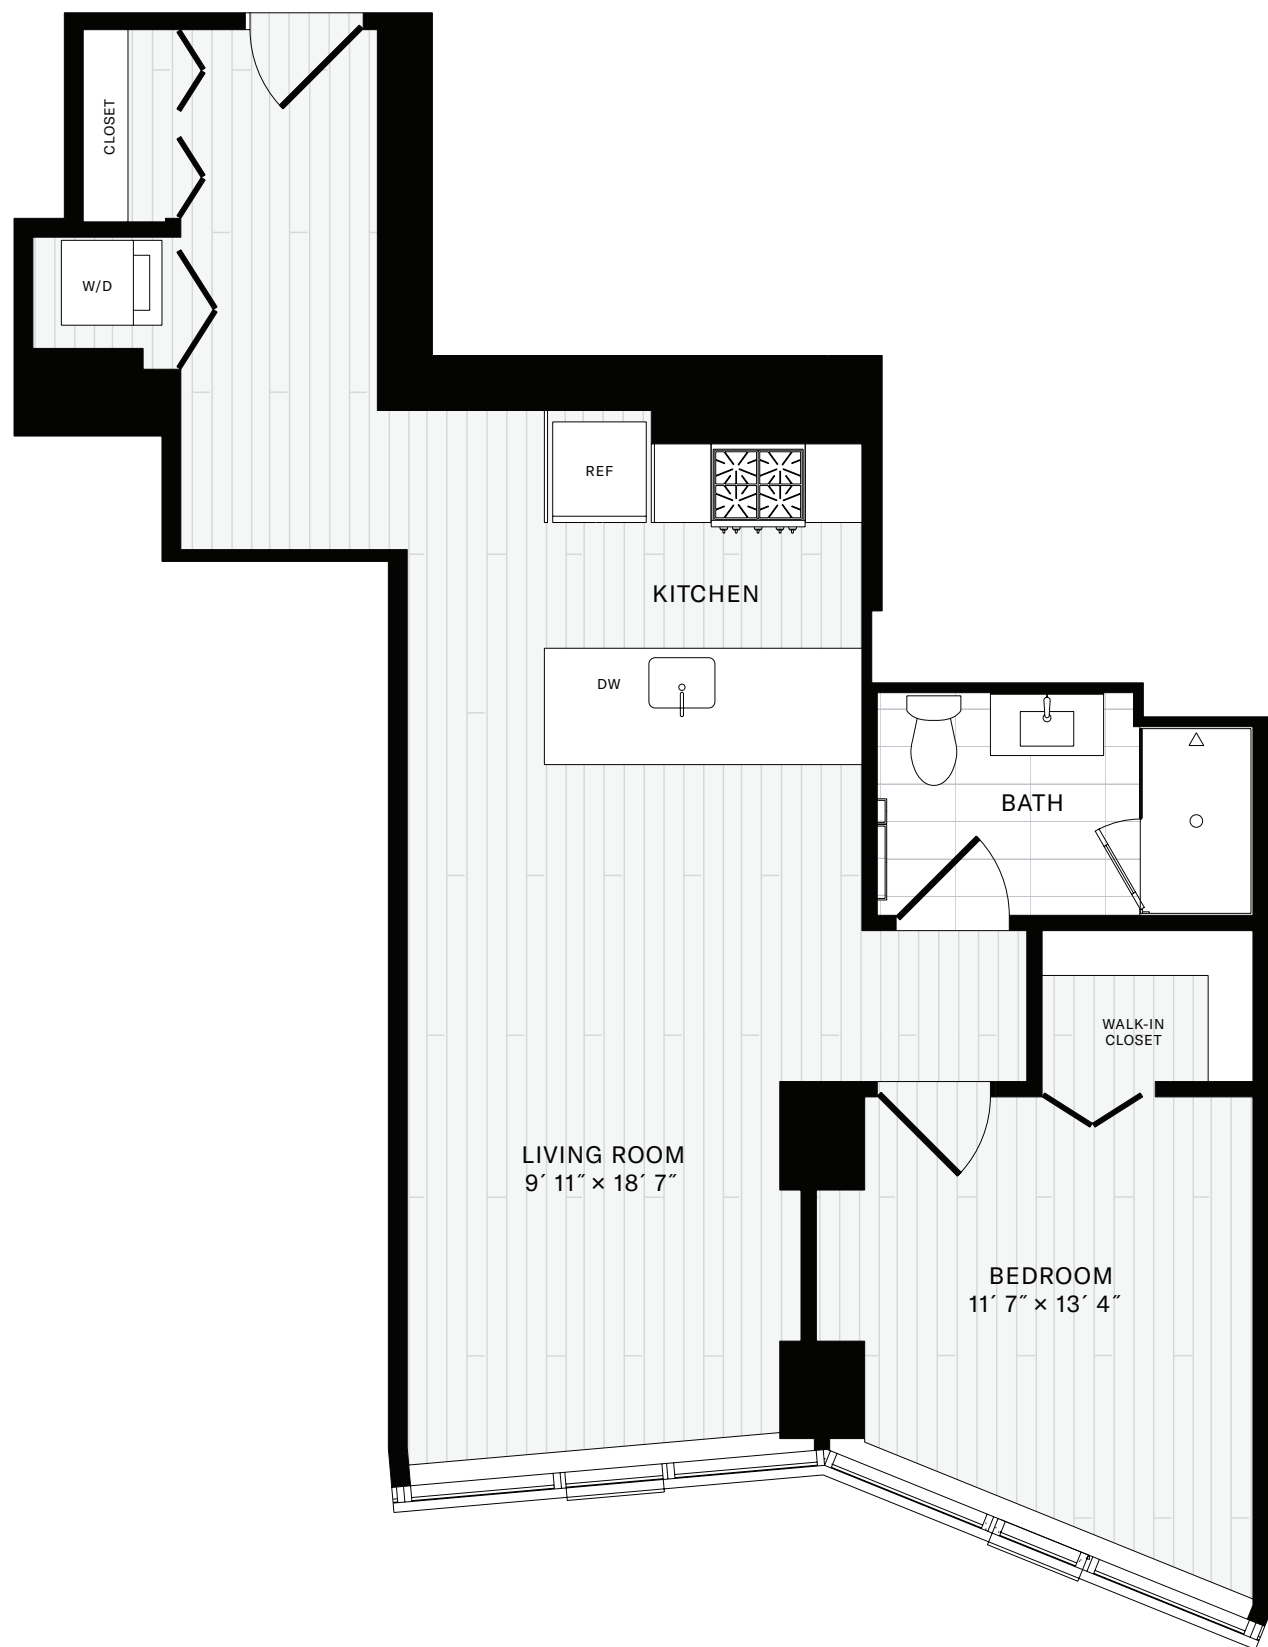 CLOSET
W/D
REF
KITCHEN
DW
BATH
WALK-IN
CLOSET
LIVING ROOM
9´ 11˝ × 18´ 7˝
BEDROOM
11´ 7˝ × 13´ 4˝